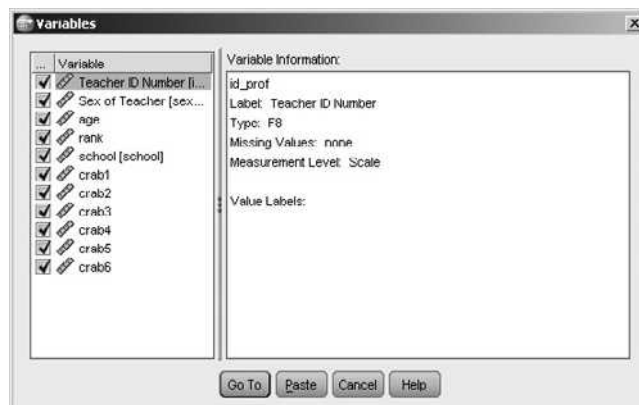 Variables
... Variable
Teacher ID Number [i...
Sex of Teacher [sex...
age
rank
school [school]
crab1
crab2
crab3
crab4
crab5
crab6
Variable Information:
id_prof
Label: Teacher ID Number
Type: F8
Missing Values: none
Measurement Level: Scale
Value Labels:
Go To Paste Cancel Help